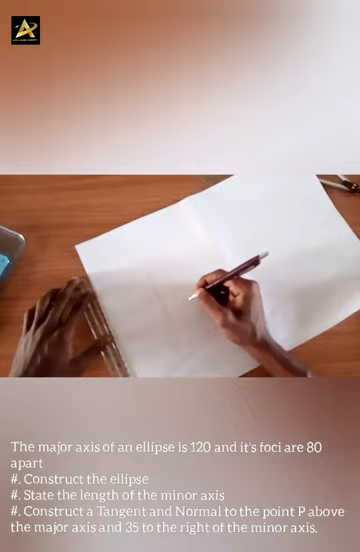 The major axis of an ellipse is 120 and it's foci are 80
apart
#. Construct the ellipse
#. State the length of the minor axis
#. Construct a Tangent and Normal to the point P above
the major axis and 35 to the right of the minor axis.